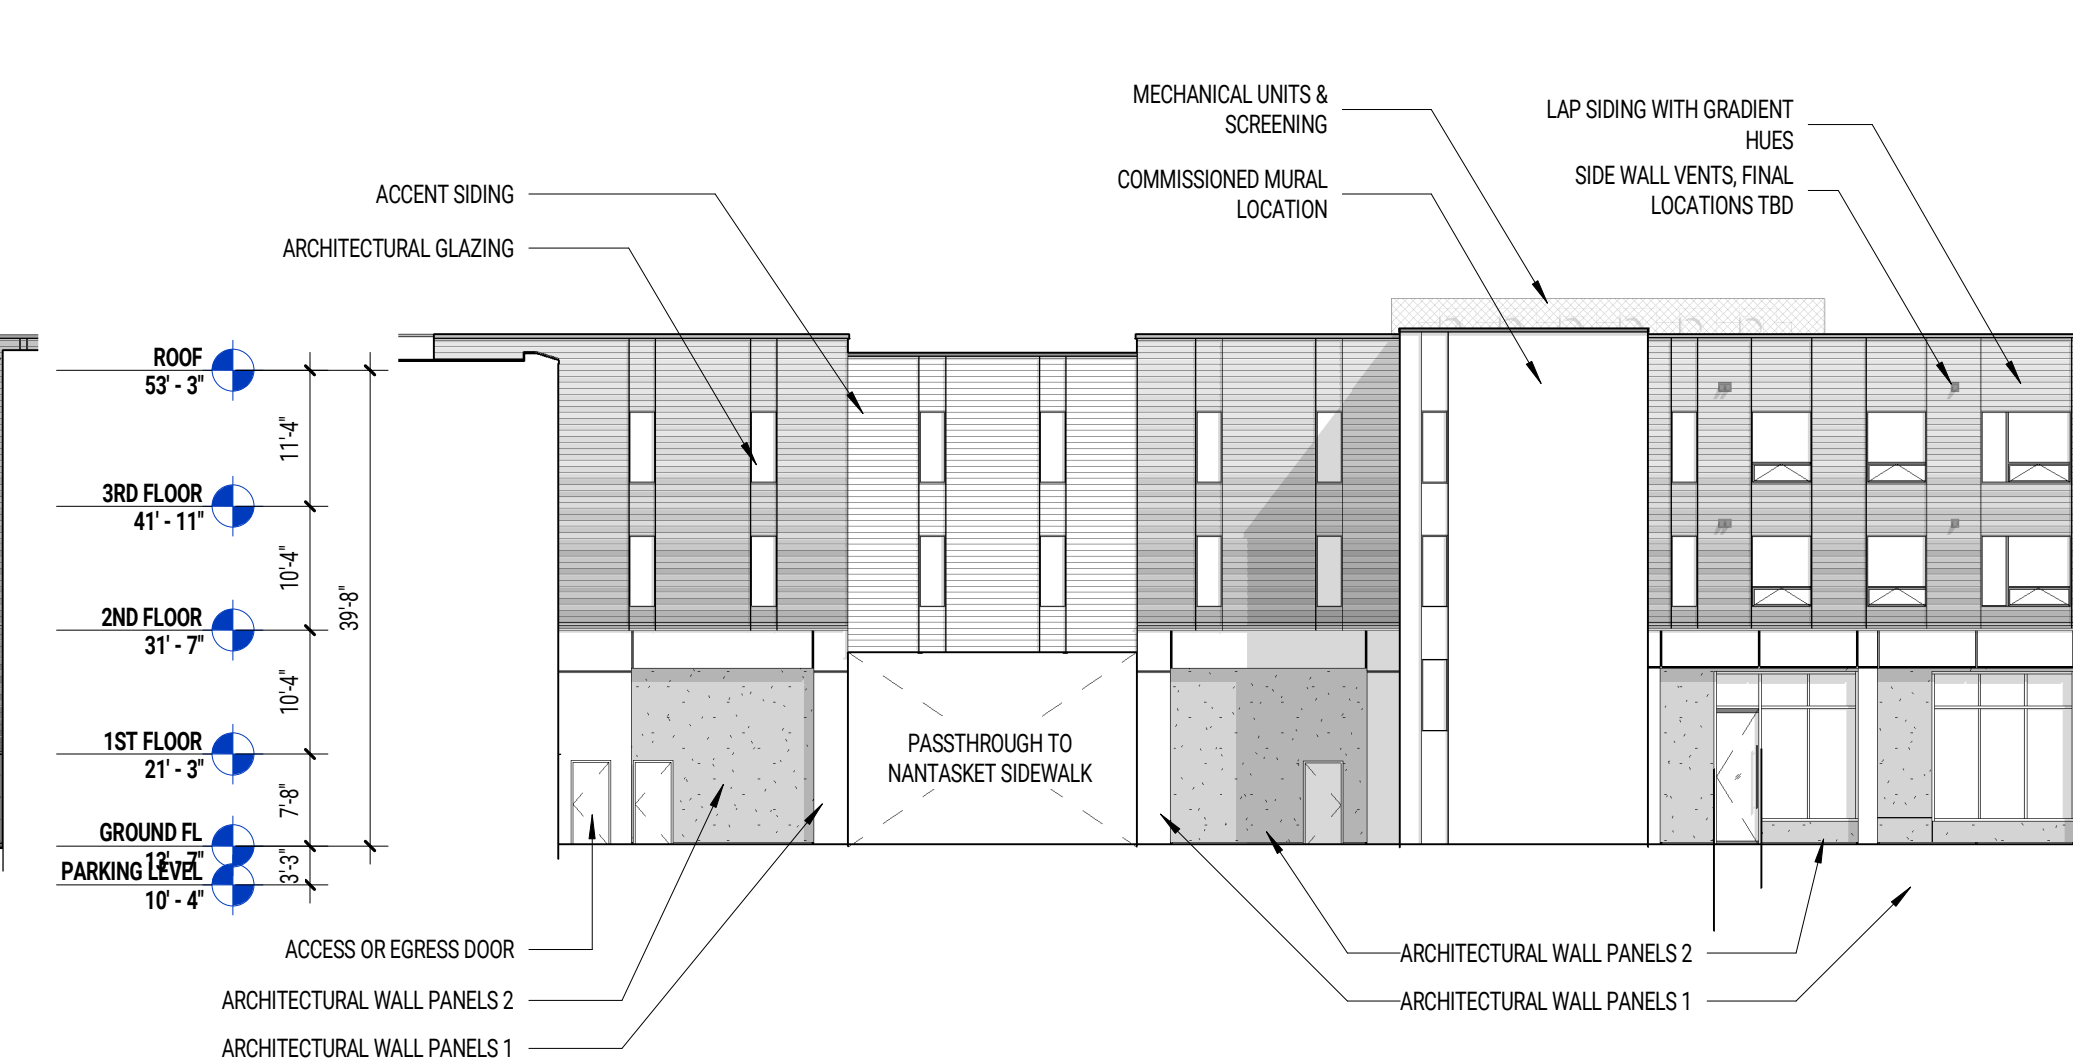 MECHANICAL UNITS &
SCREENING
LAP SIDING WITH GRADIENT
HUES
COMMISSIONED MURAL
LOCATION
SIDE WALL VENTS, FINAL
LOCATIONS TBD
ACCENT SIDING
ARCHITECTURAL GLAZING
ROOF
53' - 3"
11'-4"
3RD FLOOR
41' - 11"
10'-4"
39'-8"
2ND FLOOR
31' - 7"
10'-4"
1ST FLOOR
21' - 3"
7'-8"
GROUND FL
13' - 7"
3'-3"
PARKING LEVEL
10' - 4"
PASSTHROUGH TO
NANTASKET SIDEWALK
ACCESS OR EGRESS DOOR
ARCHITECTURAL WALL PANELS 2
ARCHITECTURAL WALL PANELS 1
ARCHITECTURAL WALL PANELS 2
ARCHITECTURAL WALL PANELS 1